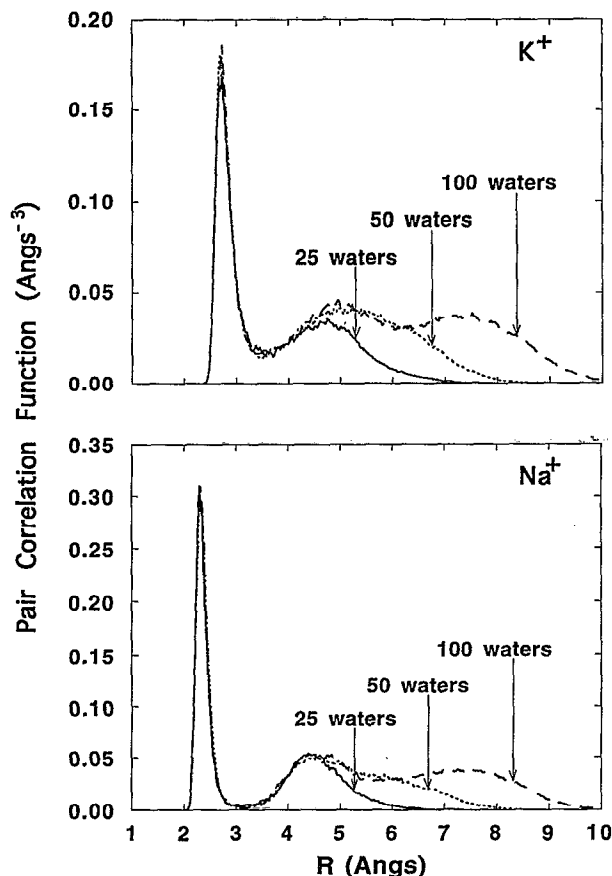 Pair Correlation Function (Angs⁻³)
0.20
K⁺
0.15
100 waters
0.10
50 waters
25 waters
0.05
0.00
0.35
Na⁺
0.30
0.25
0.20
0.15
100 waters
50 waters
0.10
25 waters
0.05
0.00
1 2 3 4 5 6 7 8 9 10
R (Angs)